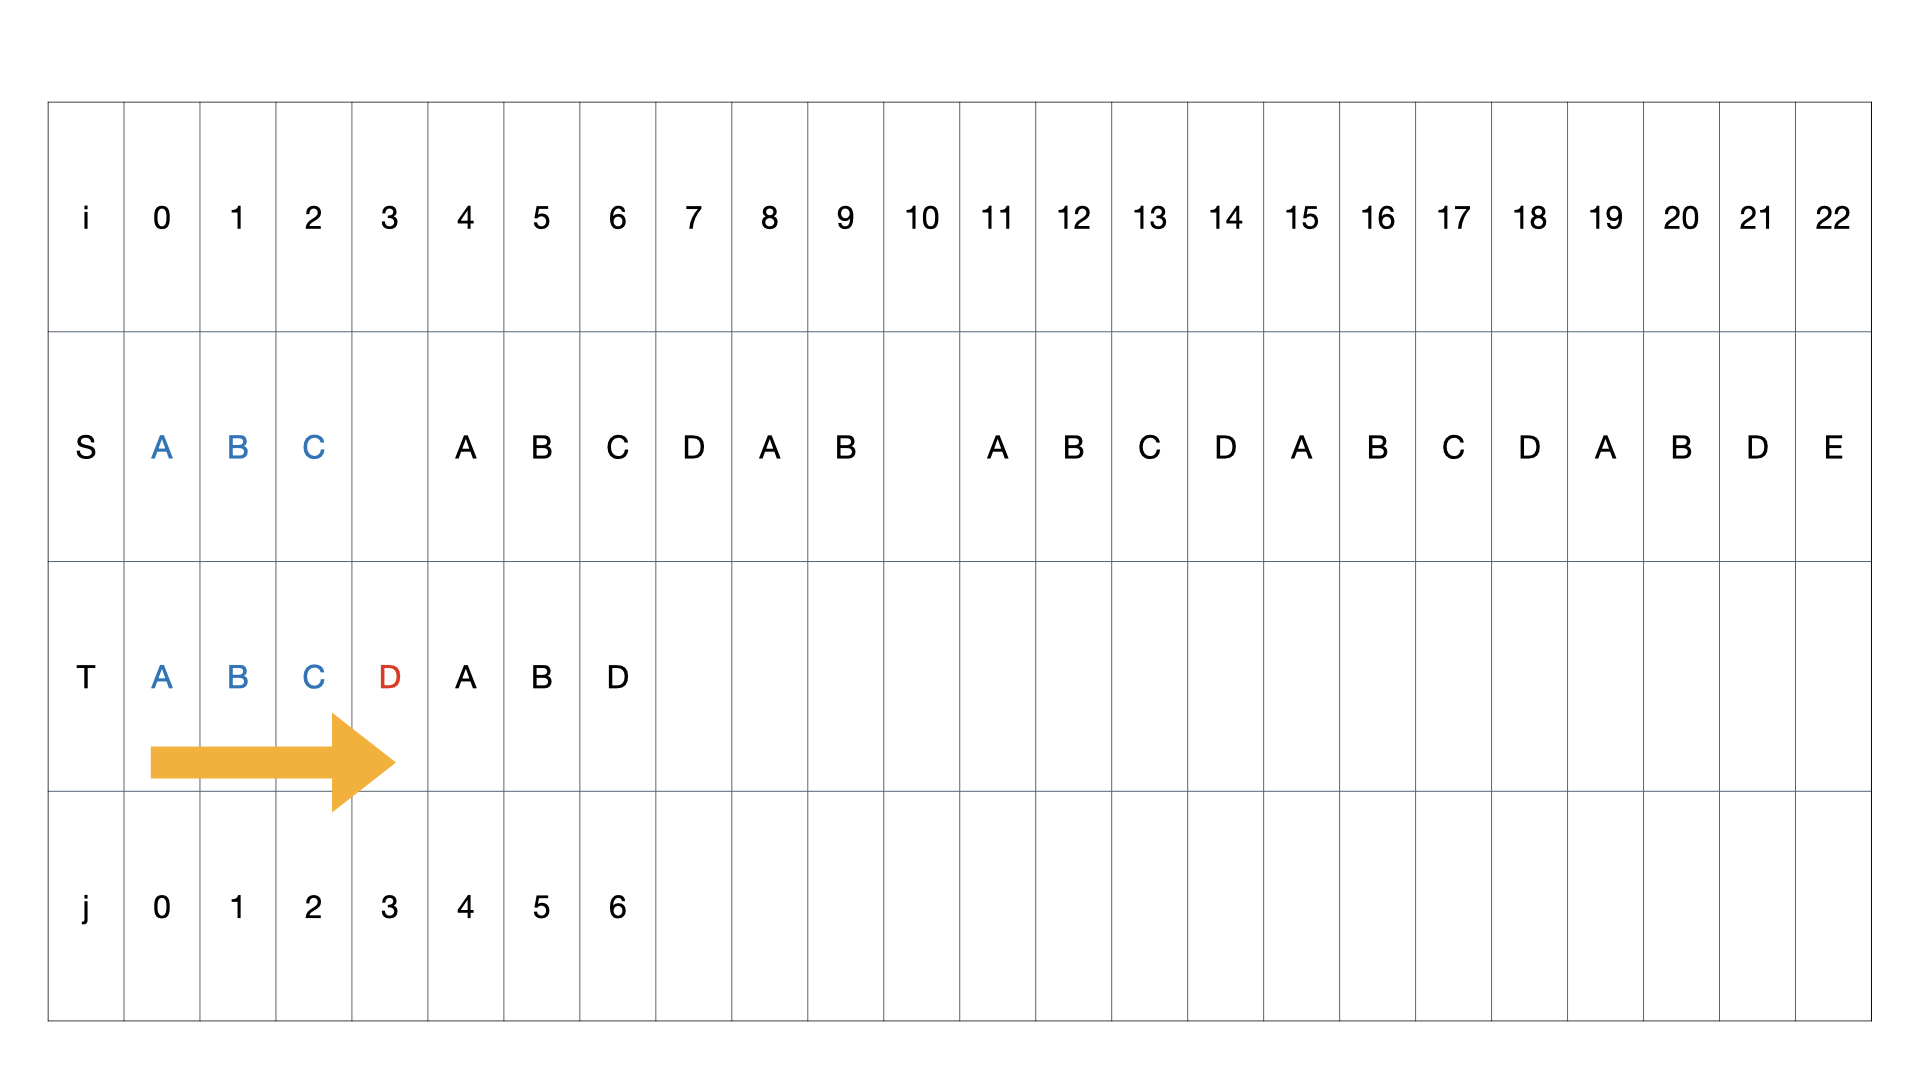 i 0 1 2 3 4 5 6 7 8 9 10 11 12 13 14 15 16 17 18 19 20 21 22
S A B C A B C D A B A B C D A B C D A B D E
T A B C D A B D
j 0 1 2 3 4 5 6